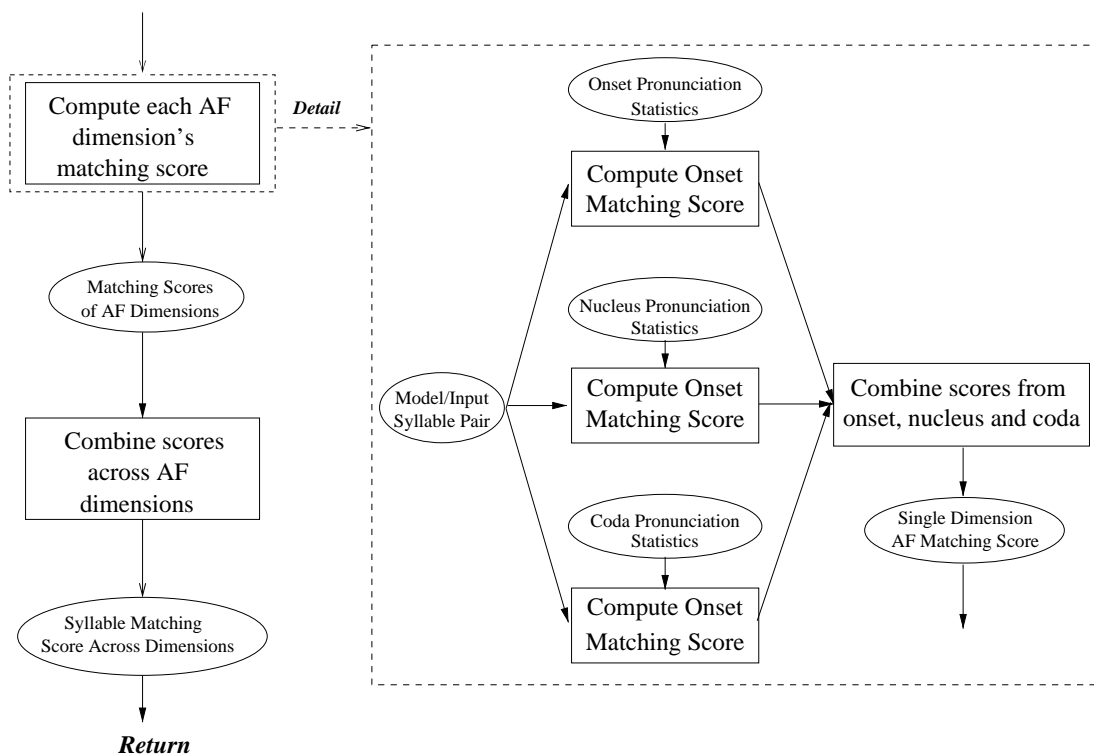 Compute each AF
dimension's
matching score
Detail
Matching Scores
of AF Dimensions
Combine scores
across AF
dimensions
Syllable Matching
Score Across Dimensions
Return
Onset Pronunciation
Statistics
Compute Onset
Matching Score
Nucleus Pronunciation
Statistics
Model/Input
Syllable Pair
Compute Onset
Matching Score
Coda Pronunciation
Statistics
Compute Onset
Matching Score
Combine scores from
onset, nucleus and coda
Single Dimension
AF Matching Score